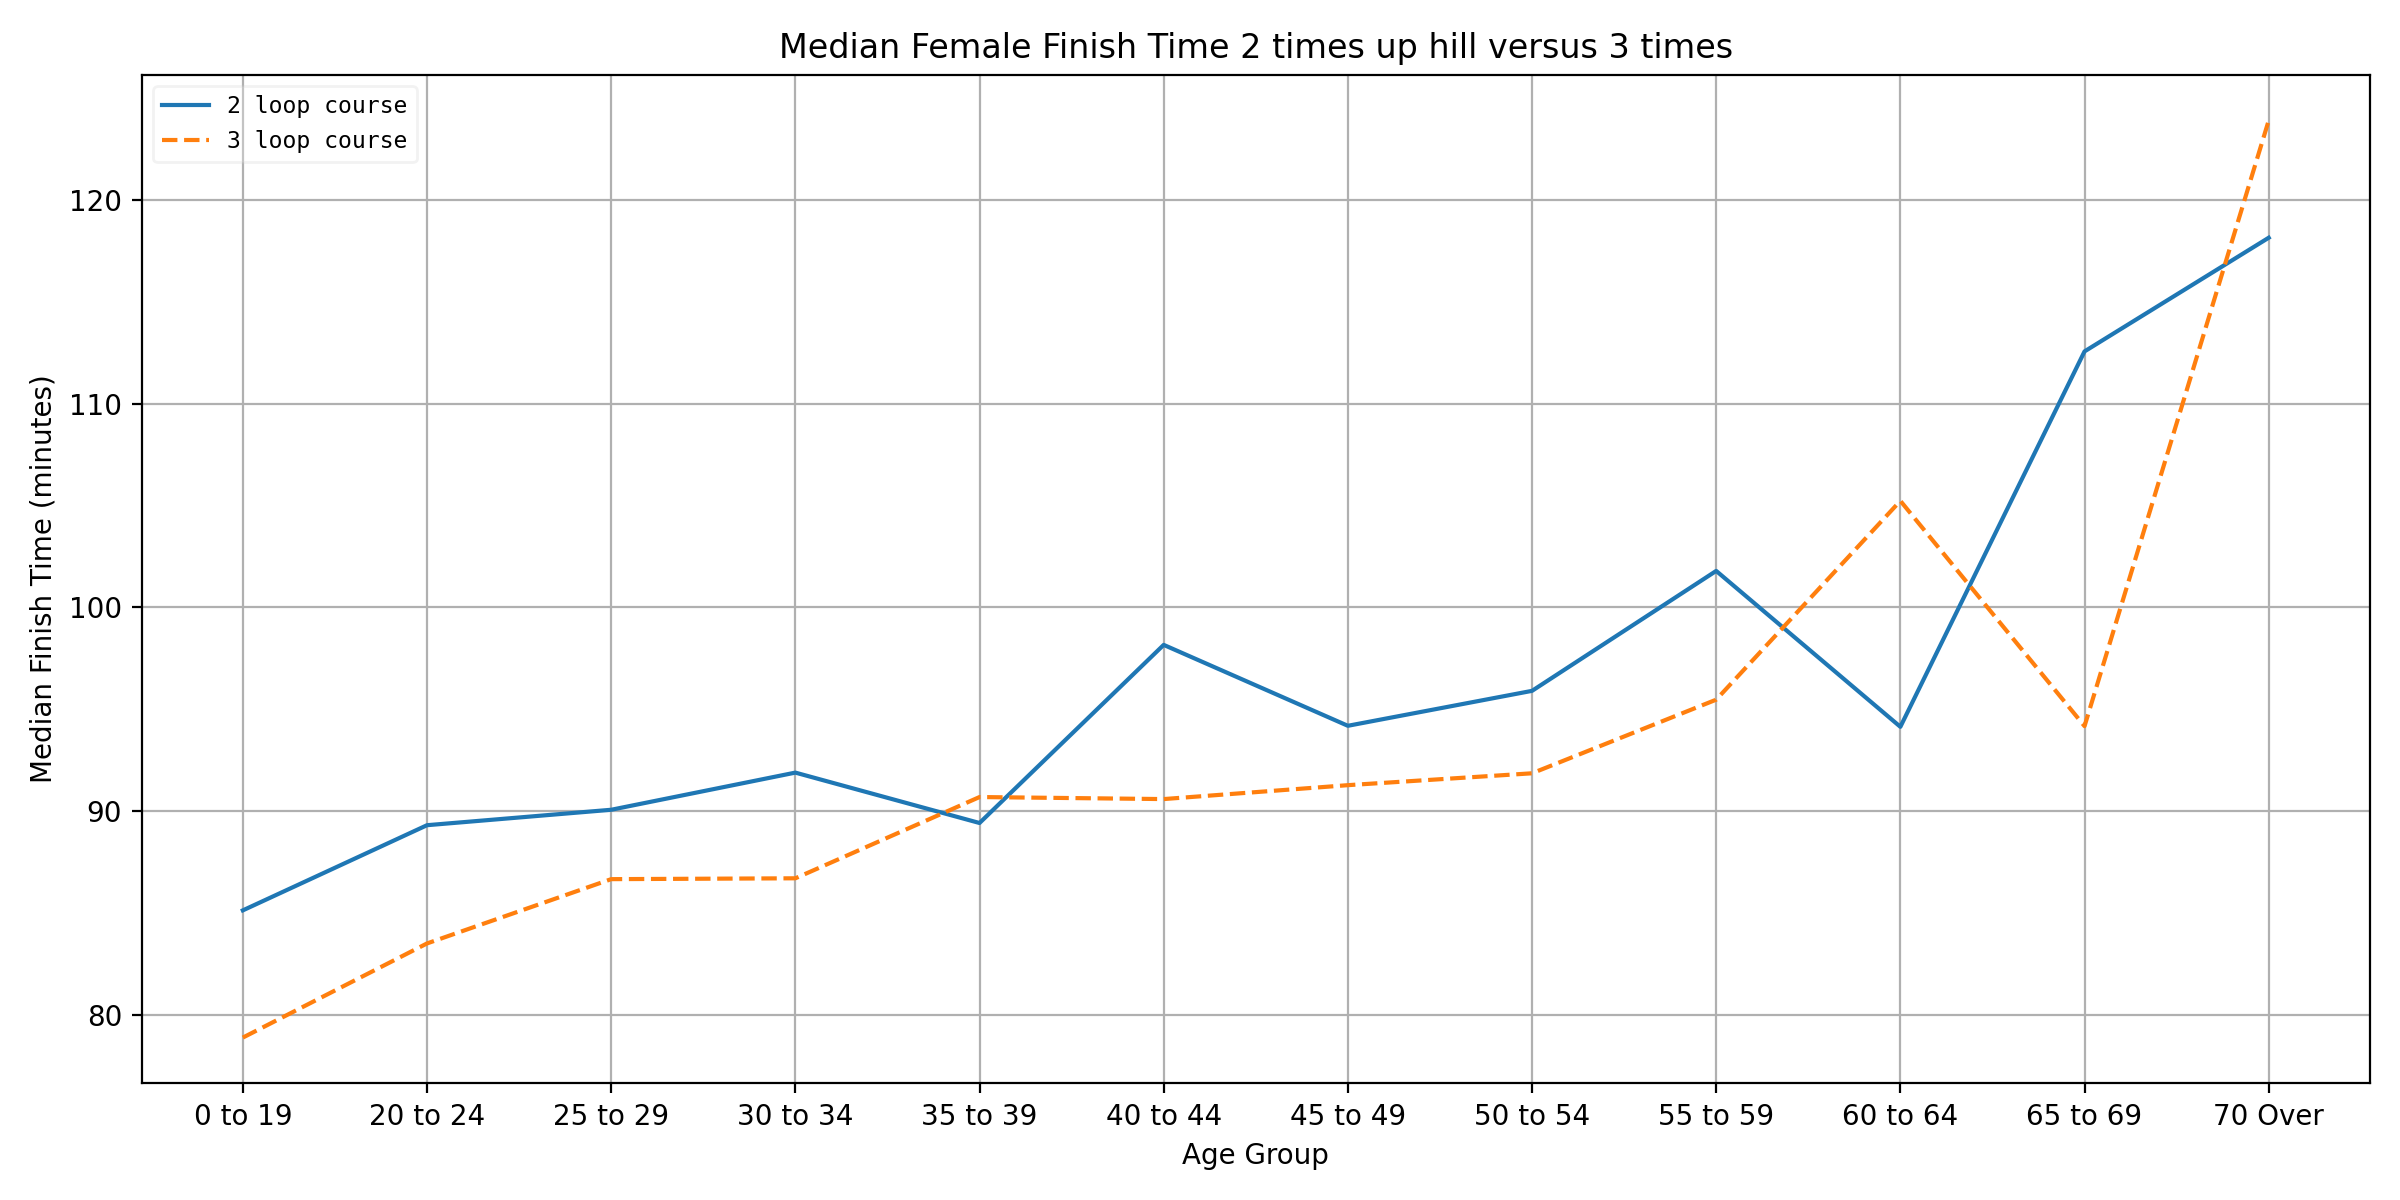 Median Female Finish Time 2 times up hill versus 3 times
2 loop course
3 loop course
Median Finish Time (minutes)
120
110
100
90
80
0 to 19 20 to 24 25 to 29 30 to 34 35 to 39 40 to 44 45 to 49 50 to 54 55 to 59 60 to 64 65 to 69 70 Over
Age Group